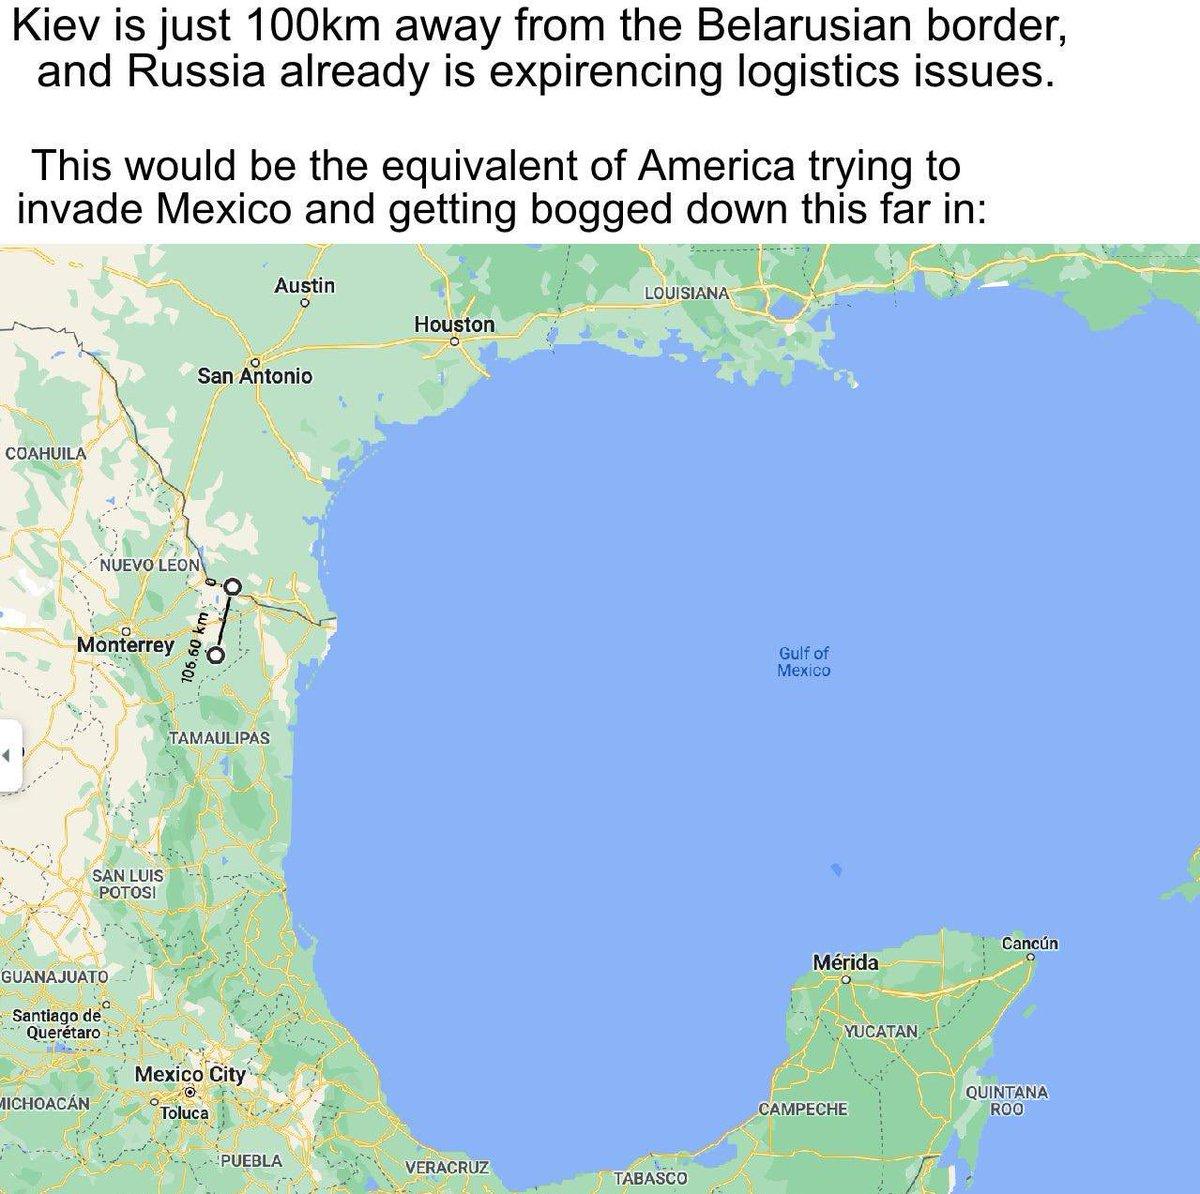 Kiev is just 100km away from the Belarusian border,
and Russia already is expirencing logistics issues.
This would be the equivalent of America trying to
invade Mexico and getting bogged down this far in:
Austin
LOUISIANA
Houston
San Antonio
COAHUILA
NUEVO LEON
0
106.60 km
Monterrey
Gulf of
Mexico
TAMAULIPAS
SAN LUIS
POTOSI
Cancún
Mérida
GUANAJUATO
Santiago de
Querétaro
YUCATAN
Mexico City
MICHOACÁN
Toluca
QUINTANA
ROO
CAMPECHE
PUEBLA
VERACRUZ
TABASCO